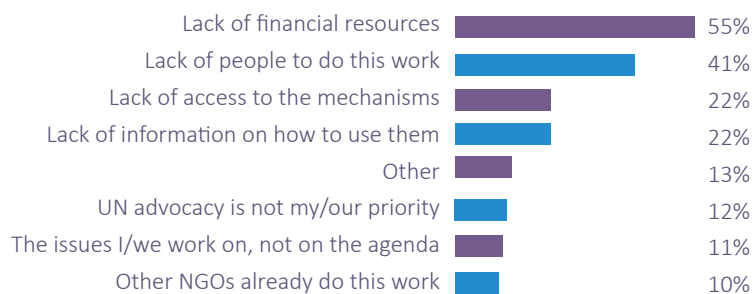 Lack of financial resources 55%
Lack of people to do this work 41%
Lack of access to the mechanisms 22%
Lack of information on how to use them 22%
Other 13%
UN advocacy is not my/our priority 12%
The issues I/we work on, not on the agenda 11%
Other NGOs already do this work 10%